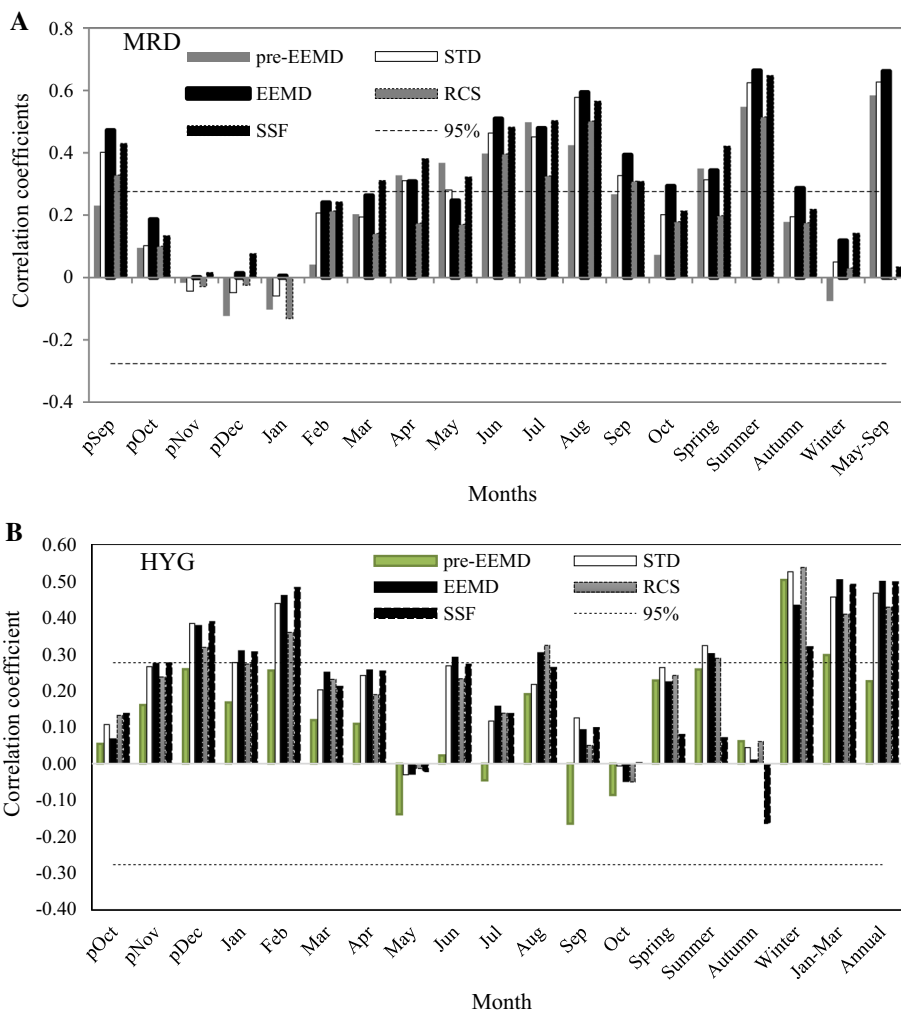 A
MRD
pre-EEMD
STD
EEMD
RCS
SSF
95%
Correlation coefficients
0.8
0.6
0.4
0.2
0
-0.2
-0.4
pSep
pOct
pNov
pDec
Jan
Feb
Mar
Apr
May
Jun
Jul
Aug
Sep
Oct
Spring
Summer
Autumn
Winter
May-Sep
Months
B
HYG
pre-EEMD
STD
EEMD
RCS
SSF
95%
Correlation coefficient
0.60
0.50
0.40
0.30
0.20
0.10
0.00
-0.10
-0.20
-0.30
-0.40
pOct
pNov
pDec
Jan
Feb
Mar
Apr
May
Jun
Jul
Aug
Sep
Oct
Spring
Summer
Autumn
Winter
Jan-Mar
Annual
Month